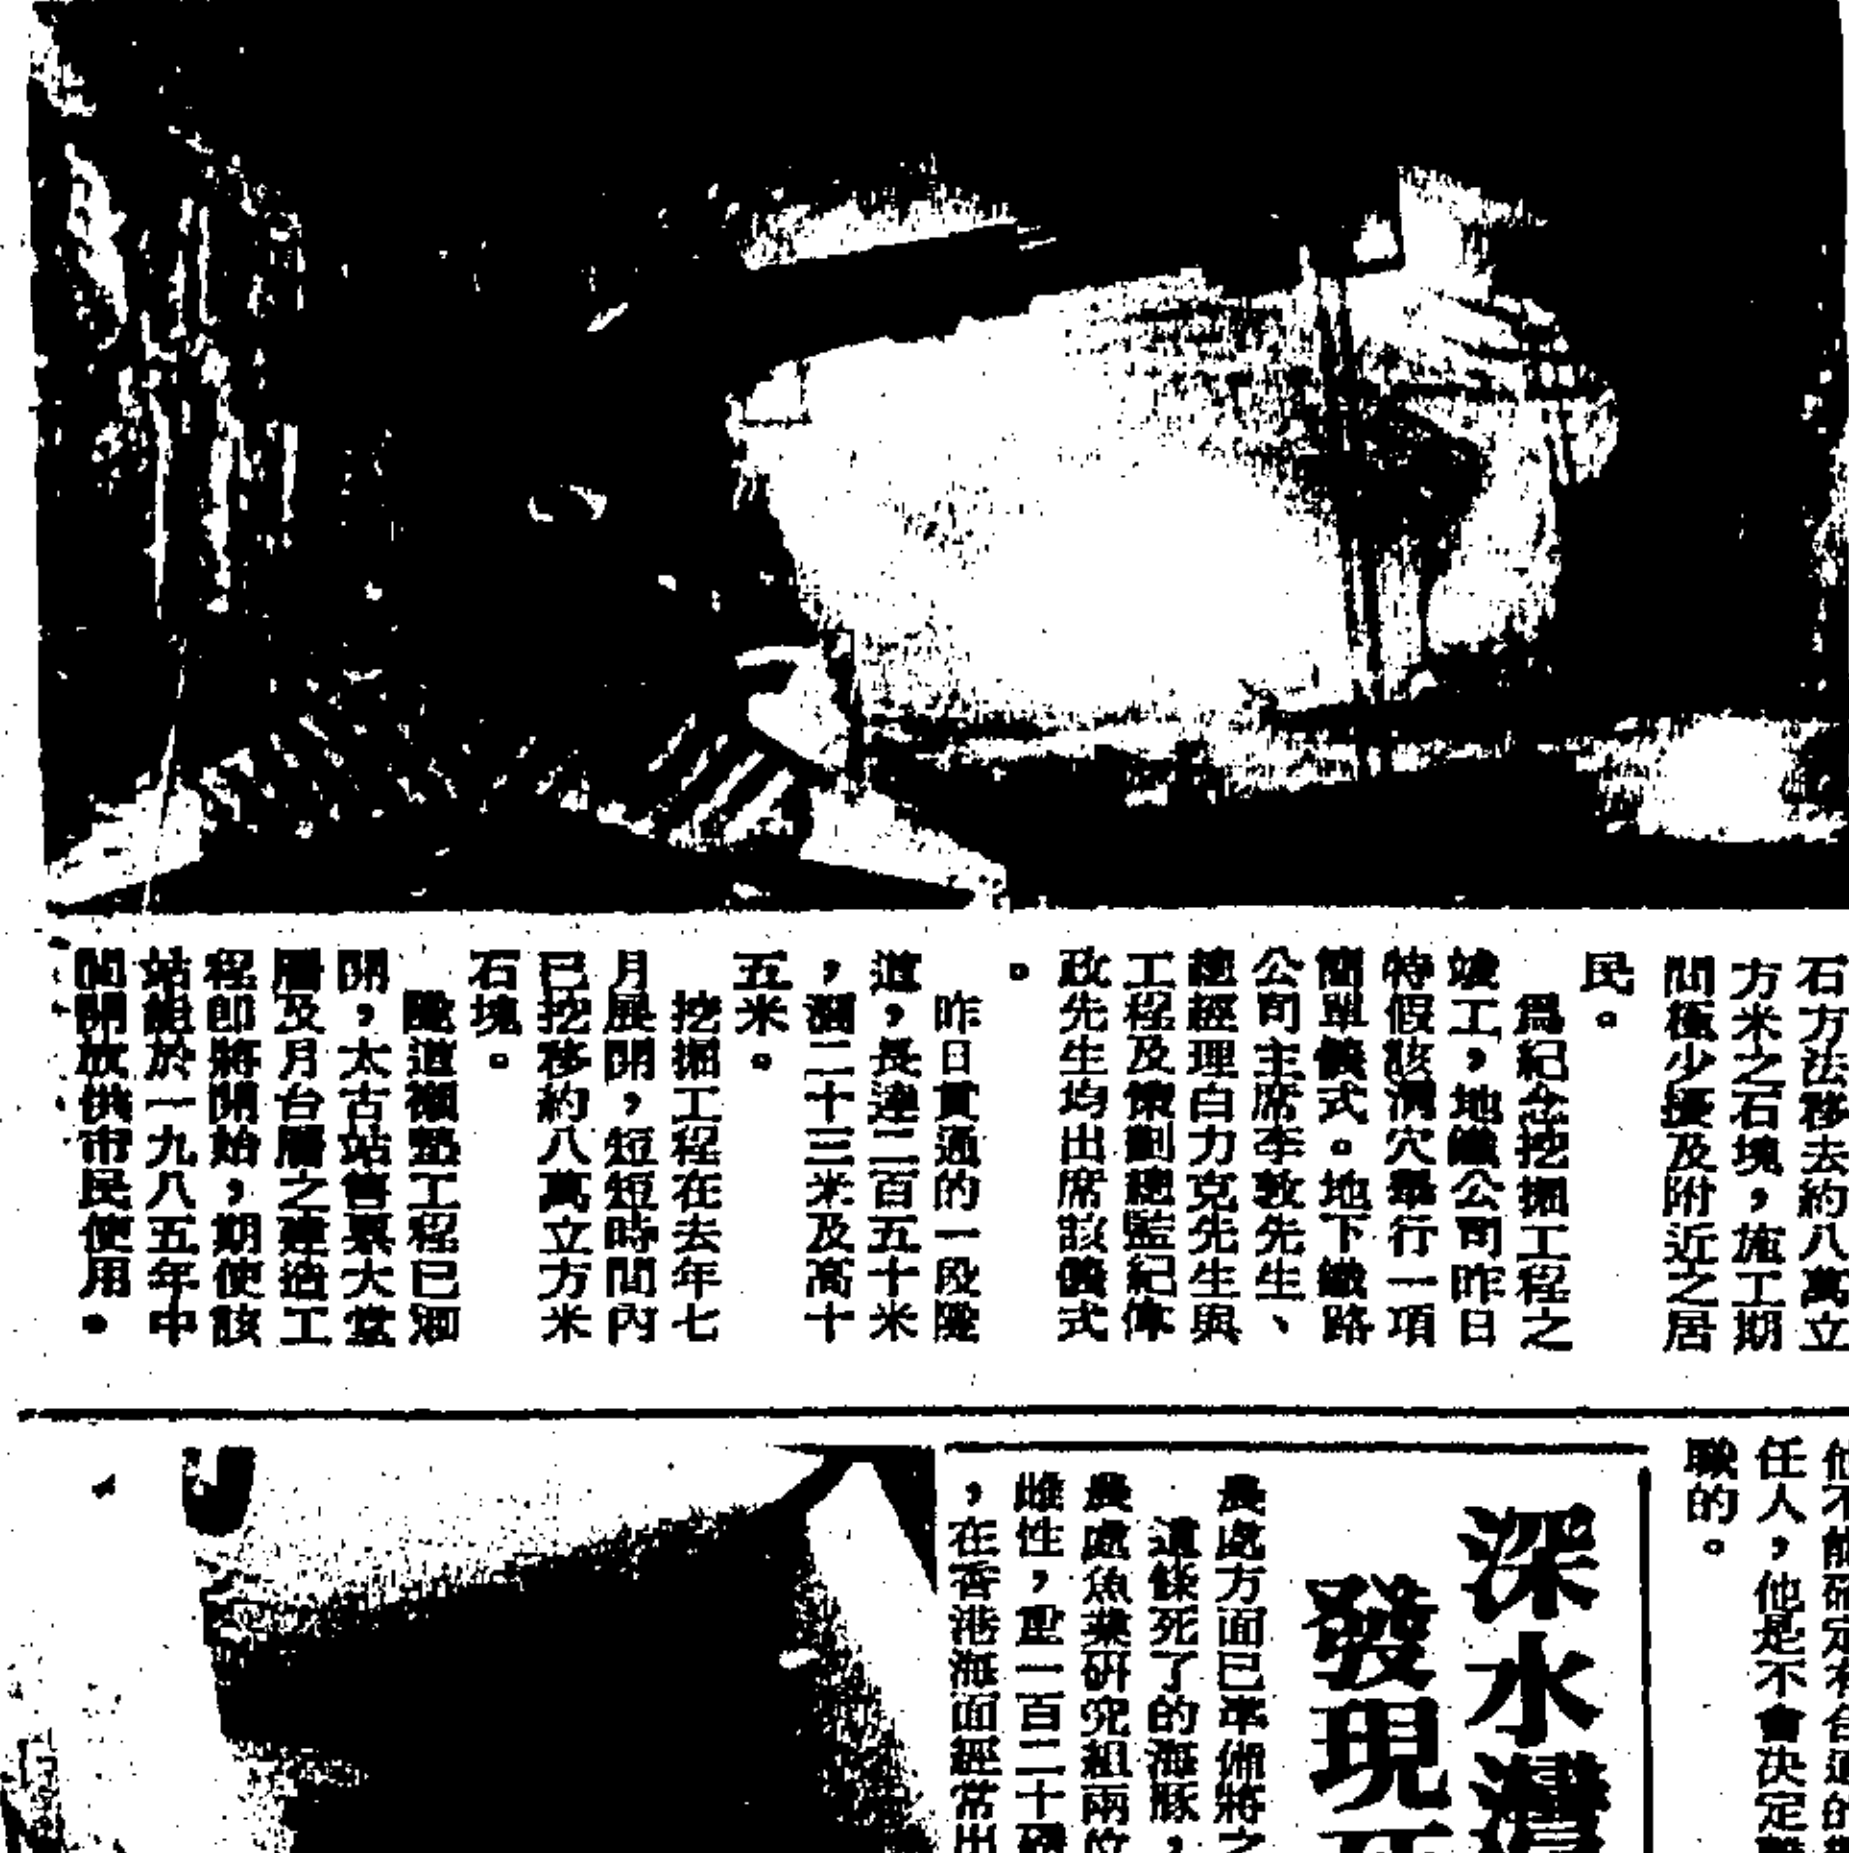 石方法移去約八萬立
方米之石塊，施工期
間極少擾及附近之居
民。
為紀念挖掘工程之
竣工，地鐵公司昨日
特假該洞穴舉行一項
簡單儀式。地下鐵路
公司主席李敦先生、
總經理白力克先生與
工程及策劃總監紀偉
政先生均出席該儀式
。
昨日貫通的一段隧
道，長達二百五十米
，濶二十三米及高十
五米。
挖掘工程在去年七
月展開，短短時間內
已挖移約八萬立方米
石塊。
隧道襯墊工程已
開，太古站售票大堂
層及月台層之建造工
程即將開始，期使該
站能於一九八五年中
間開放供市民使用。
任人，他是不會決定
職的。
深水灣
發現
農處方面已準備將之
這條死了的海豚，
農處魚業研究組兩位
雌性，重一百二十磅
，在香港海面經常出